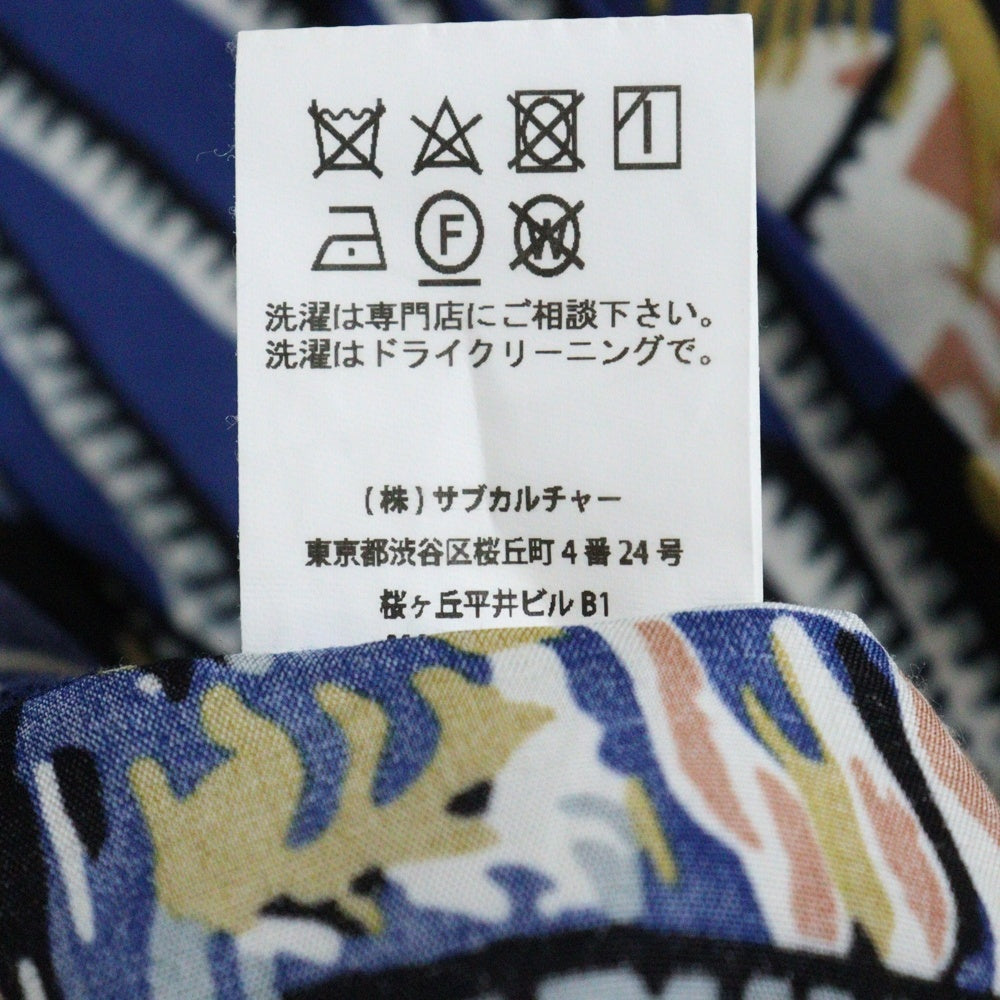 F W
洗濯は専門店にご相談下さい。
洗濯はドライクリーニングで。
(株)サブカルチャー
東京都渋谷区桜丘町4番24号
桜ヶ丘平井ビルB1